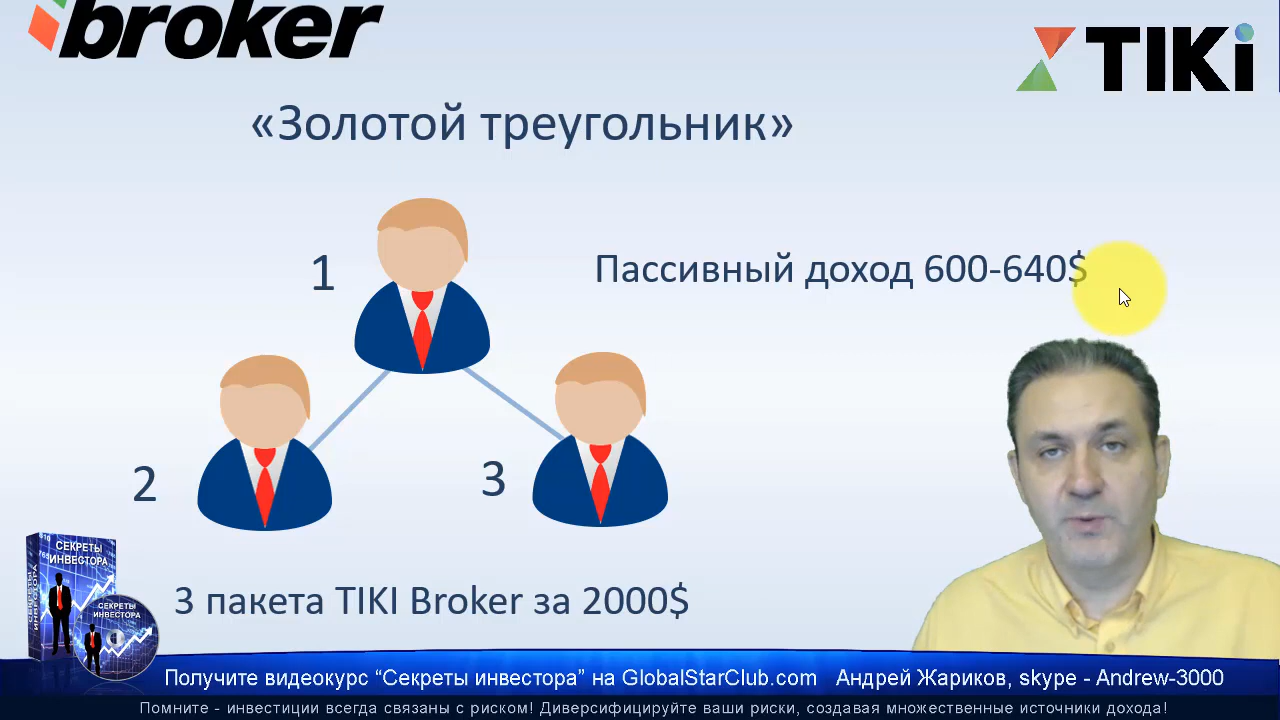 broker
TIKi
«Золотой треугольник»
1
Пассивный доход 600-640$
2
3
СЕКРЕТЫ
ИНВЕСТОРА
СЕКРЕТЫ
ИНВЕСТОРА
3 пакета TIKI Broker за 2000$
Получите видеокурс “Секреты инвестора” на GlobalStarClub.com Андрей Жариков, skype - Andrew-3000
Помните - инвестиции всегда связаны с риском! Диверсифицируйте ваши риски, создавая множественные источники дохода!